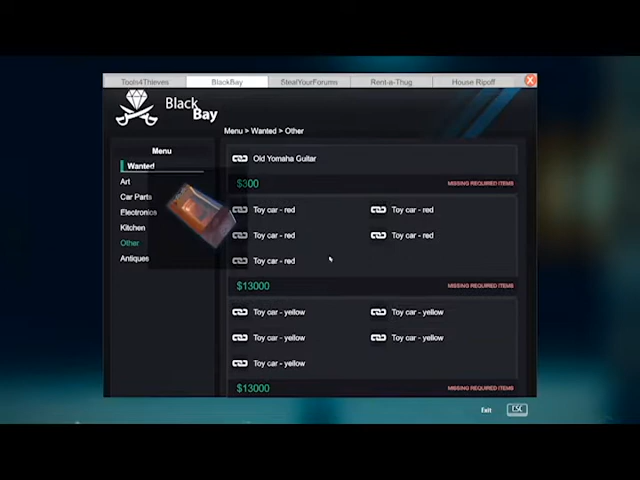 Tools4Thieves BlackBay StealYourForums Rent-a-Thug House Ripoff X
Black
Bay
Menu > Wanted > Other
Menu
Wanted
Art
Car Parts
Electronics
Kitchen
Other
Antiques
Old Yomaha Guitar
$300 MISSING REQUIRED ITEMS
Toy car - red Toy car - red
Toy car - red Toy car - red
Toy car - red
$13000 MISSING REQUIRED ITEMS
Toy car - yellow Toy car - yellow
Toy car - yellow Toy car - yellow
Toy car - yellow
$13000 MISSING REQUIRED ITEMS
Exit ESC